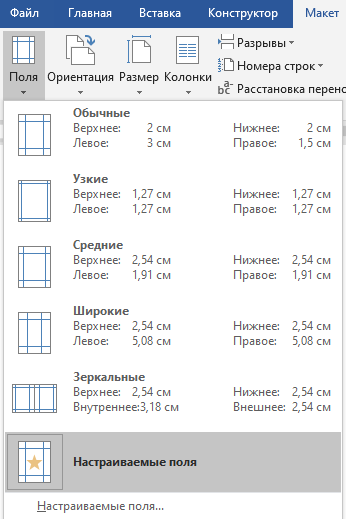 Файл Главная Вставка Конструктор Макет
Поля Ориентация Размер Колонки Разрывы
Номера строк
Расстановка перено
Обычные
Верхнее: 2 см Нижнее: 2 см
Левое: 3 см Правое: 1,5 см
Узкие
Верхнее: 1,27 см Нижнее: 1,27 см
Левое: 1,27 см Правое: 1,27 см
Средние
Верхнее: 2,54 см Нижнее: 2,54 см
Левое: 1,91 см Правое: 1,91 см
Широкие
Верхнее: 2,54 см Нижнее: 2,54 см
Левое: 5,08 см Правое: 5,08 см
Зеркальные
Верхнее: 2,54 см Нижнее: 2,54 см
Внутреннее:3,18 см Внешнее: 2,54 см
Настраиваемые поля
Настраиваемые поля...